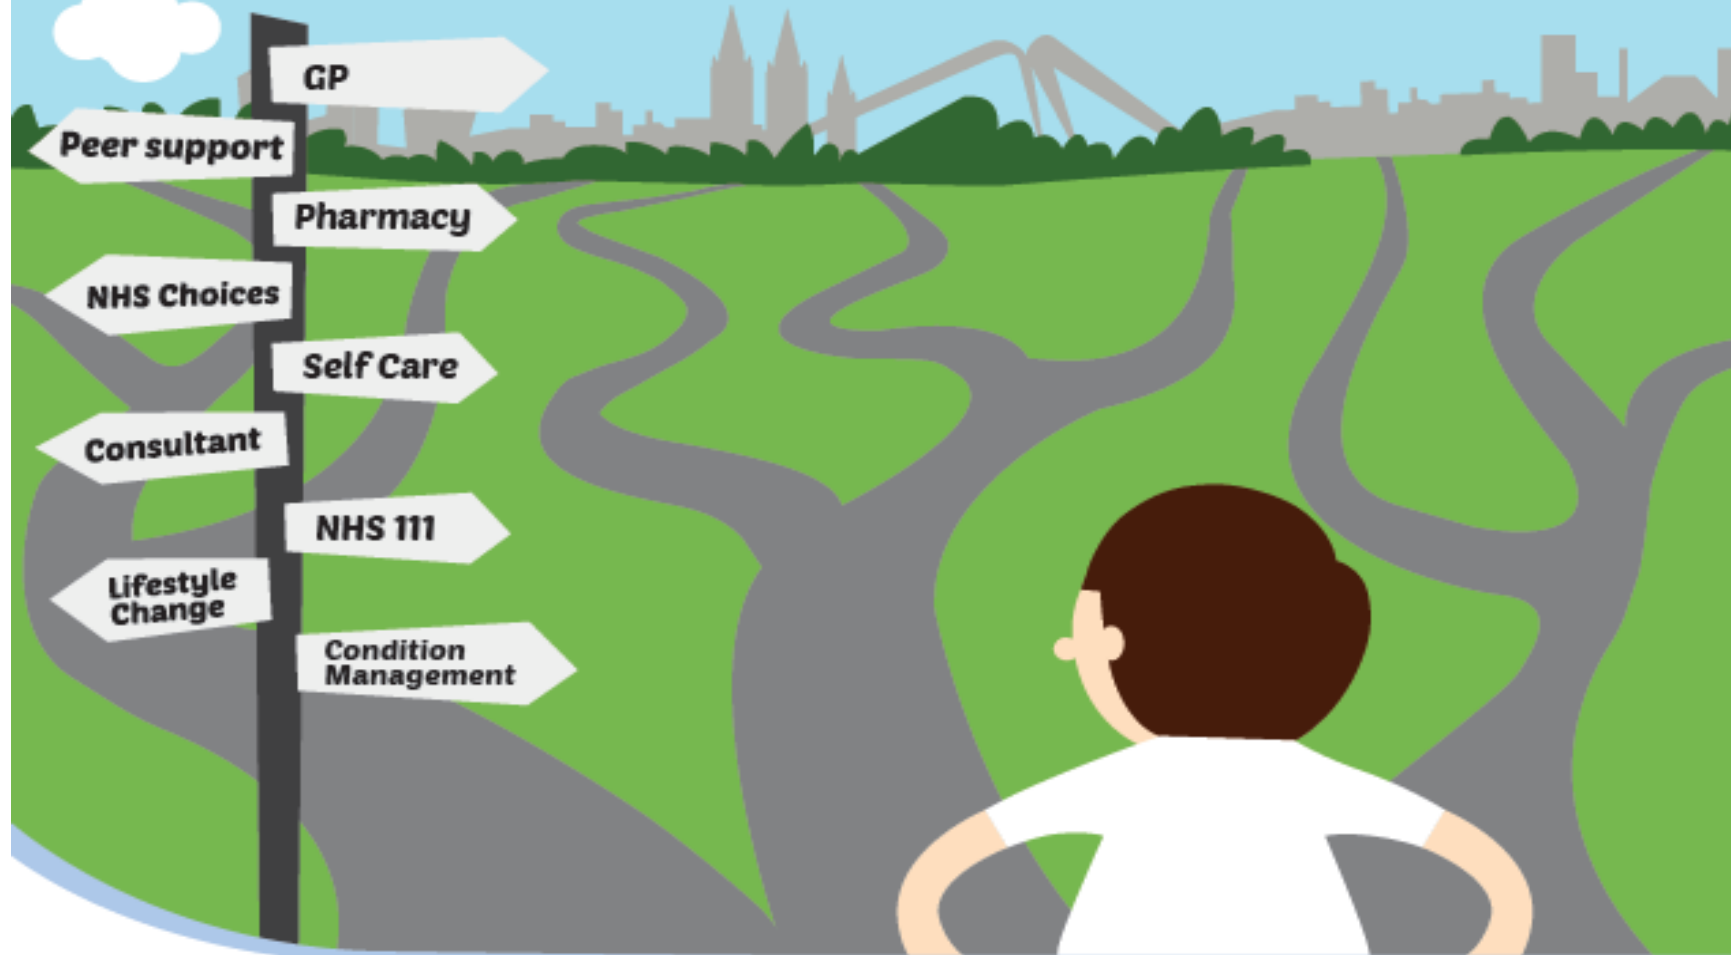 GP
Peer support
Pharmacy
NHS Choices
Self Care
Consultant
NHS 111
Lifestyle
Change
Condition
Management